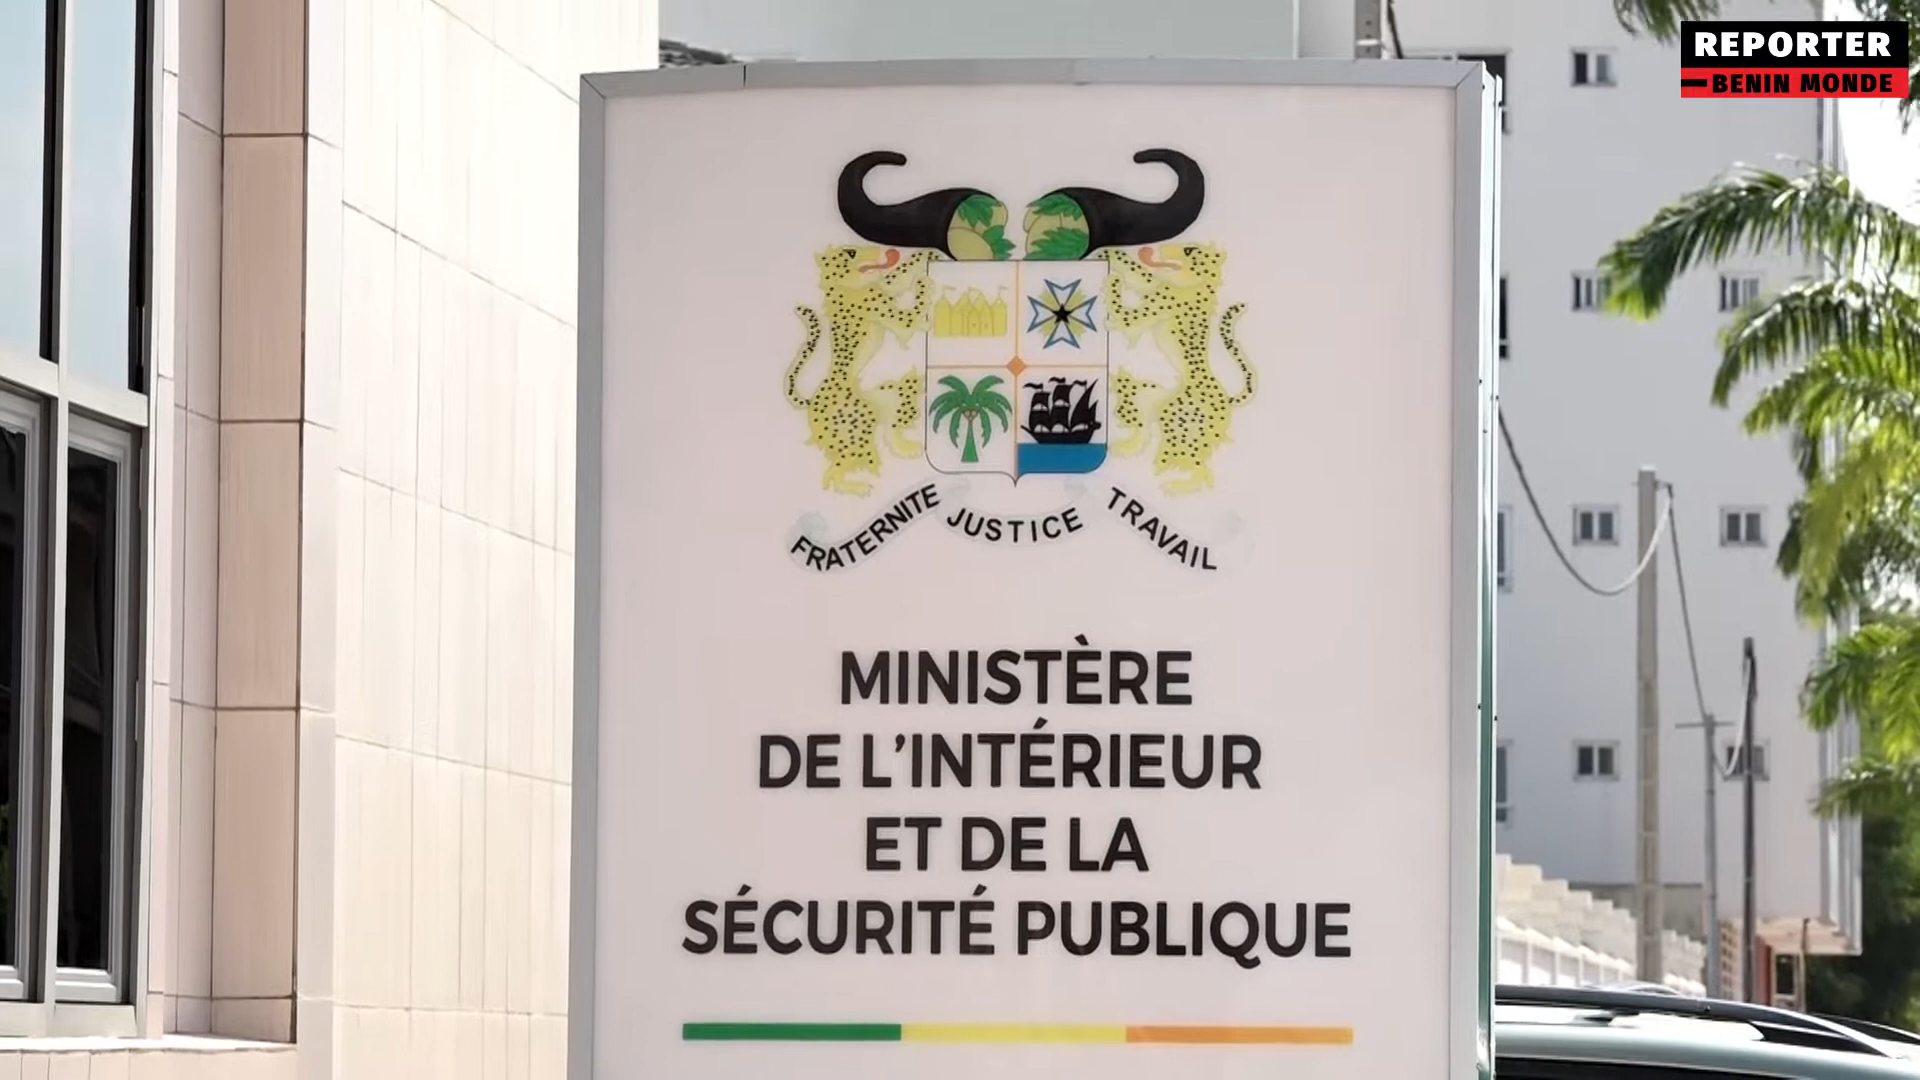 REPORTER
BENIN MONDE
FRATERNITE JUSTICE TRAVAIL
MINISTÈRE
DE L'INTÉRIEUR
ET DE LA
SÉCURITÉ PUBLIQUE